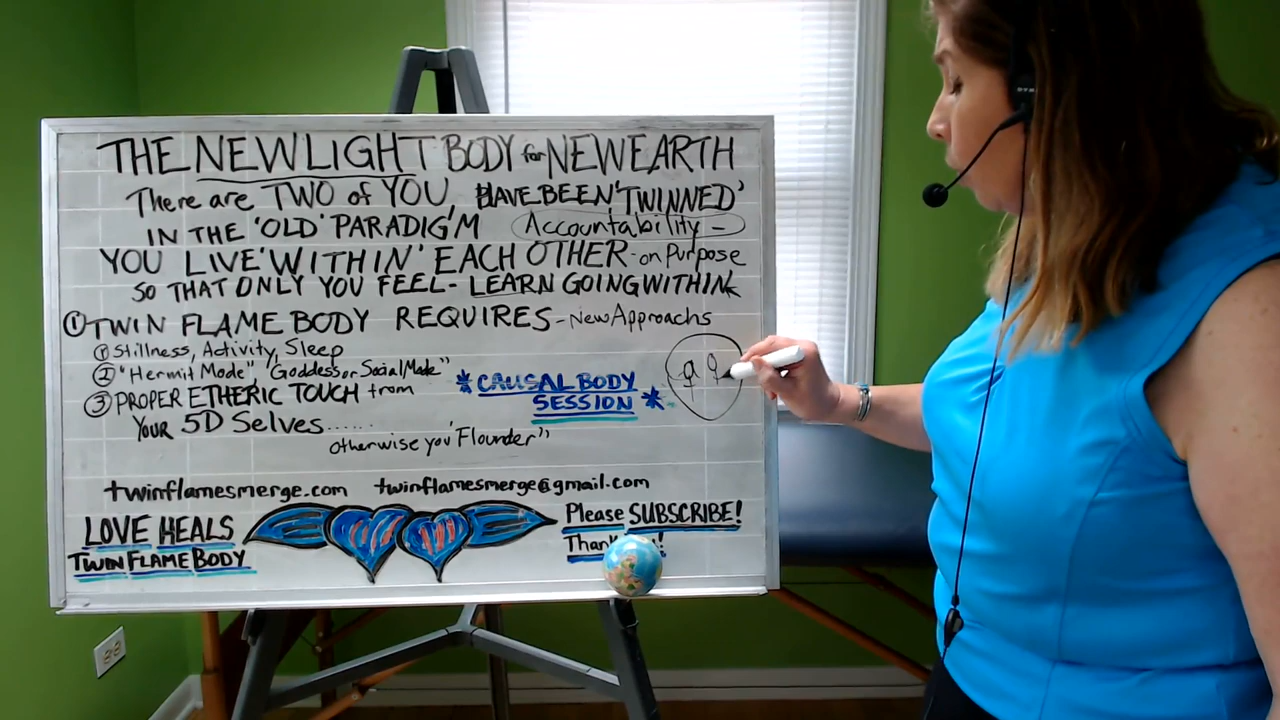 THE NEW LIGHT BODY for NEW EARTH
There are TWO of YOU, HAVE BEEN 'TWINNED'
IN THE 'OLD' PARADIGM Accountability -
YOU LIVE 'WITHIN' EACH OTHER - on Purpose
SO THAT ONLY YOU FEEL - LEARN GOING WITHIN
① TWIN FLAME BODY REQUIRES - New Approachs
① Stillness, Activity, Sleep
② "Hermit Mode" "Goddess or Social Mode"
③ PROPER ETHERIC TOUCH from
YOUR 5D Selves......
* CAUSAL BODY
SESSION *
otherwise you 'Flounder"
twinflamesmerge.com twinflamesmerge@gmail.com
LOVE HEALS
TWIN FLAME BODY
Please SUBSCRIBE!